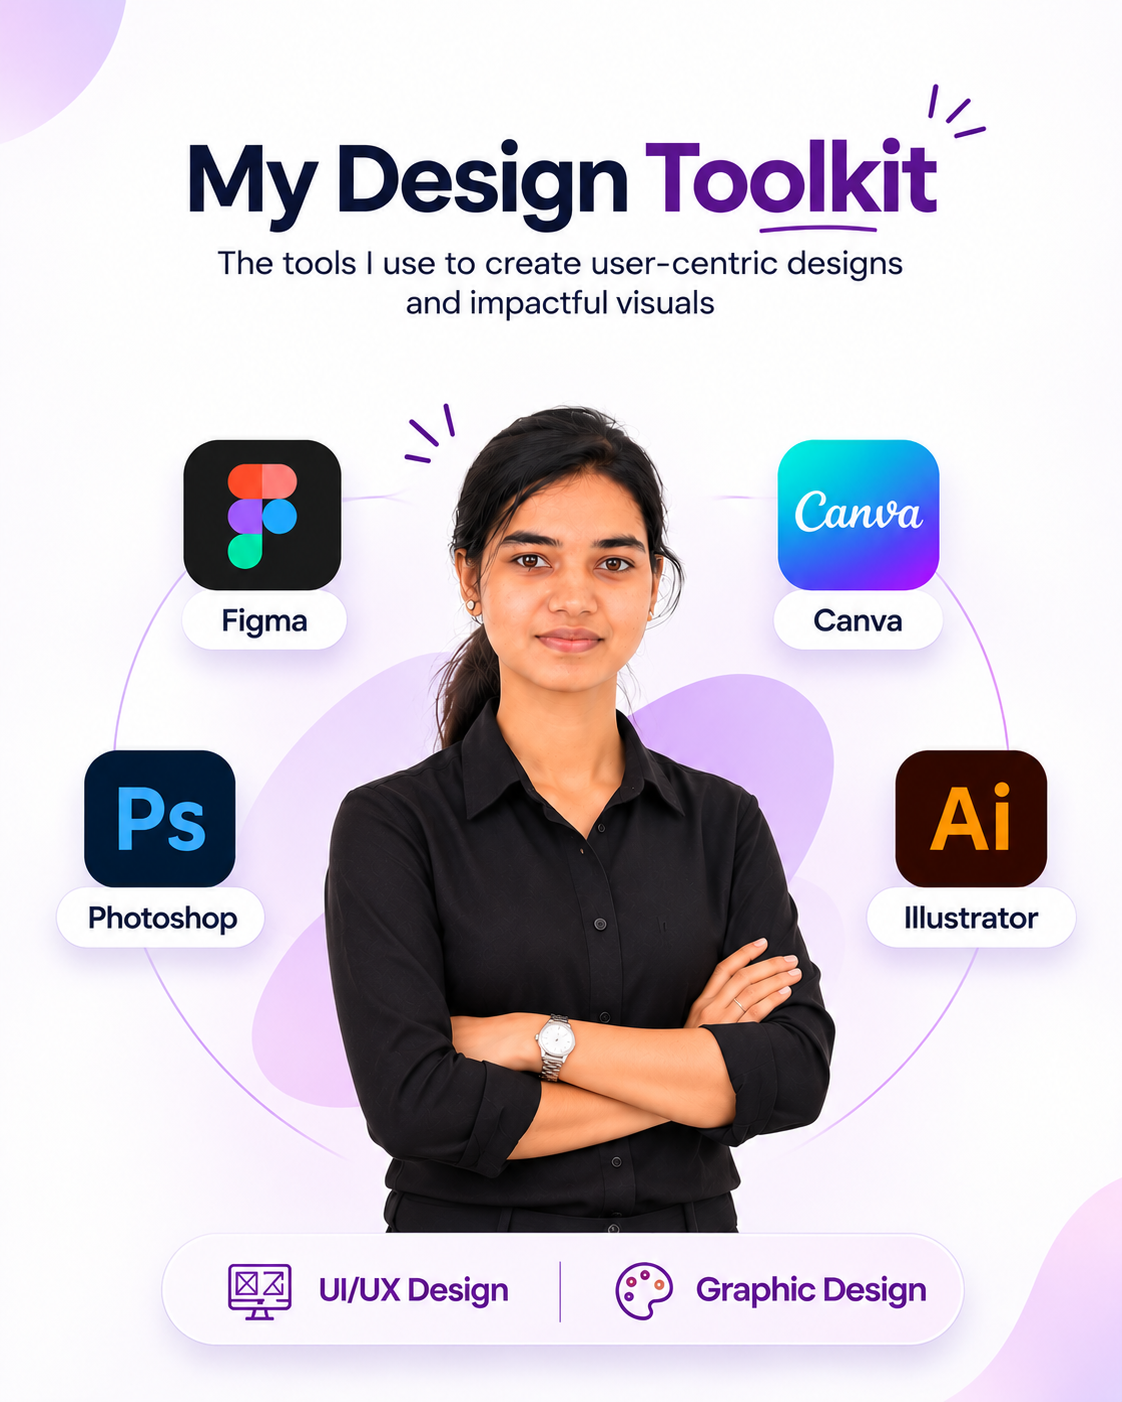 My Design Toolkit
The tools I use to create user-centric designs
and impactful visuals
Canva
Figma
Canva
Ps
Ai
Photoshop
Illustrator
UI/UX Design
Graphic Design